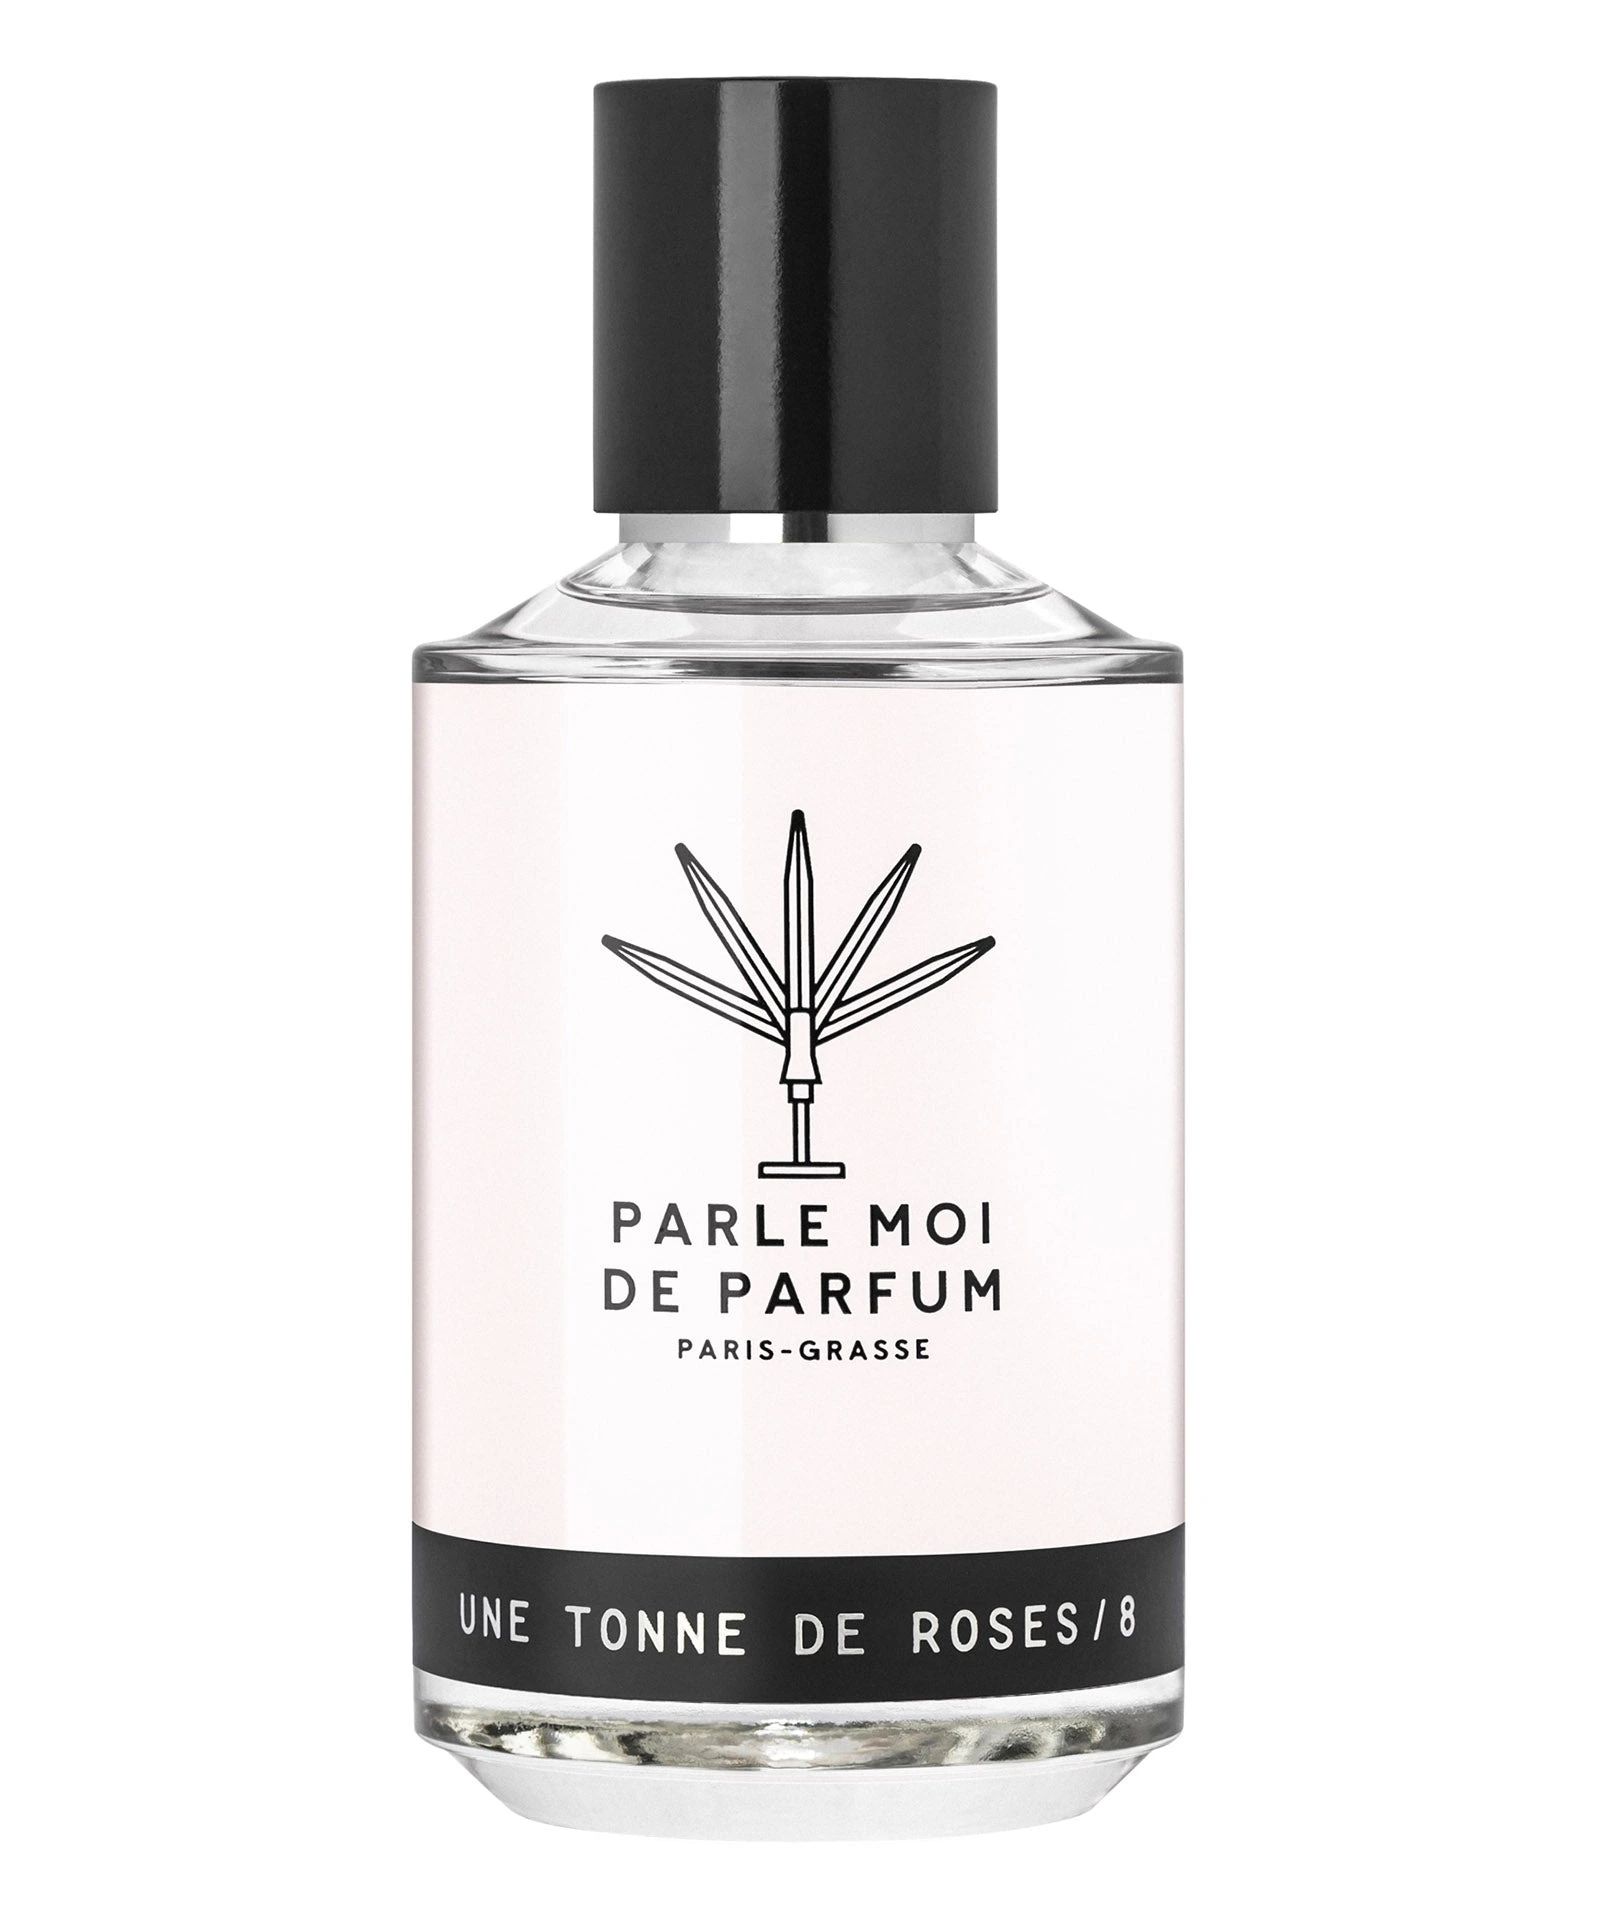 PARLE MOI
DE PARFUM
PARIS-GRASSE
UNE TONNE DE ROSES/8